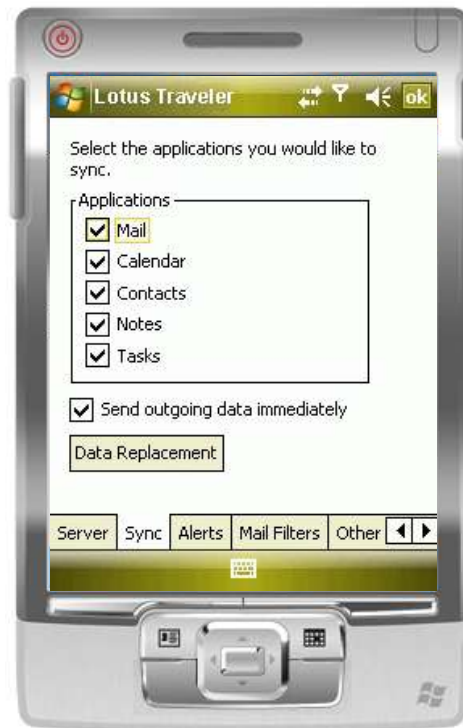 Lotus Traveler
ok
Select the applications you would like to
sync.
Applications
Mail
Calendar
Contacts
Notes
Tasks
Send outgoing data immediately
Data Replacement
Server Sync Alerts Mail Filters Other